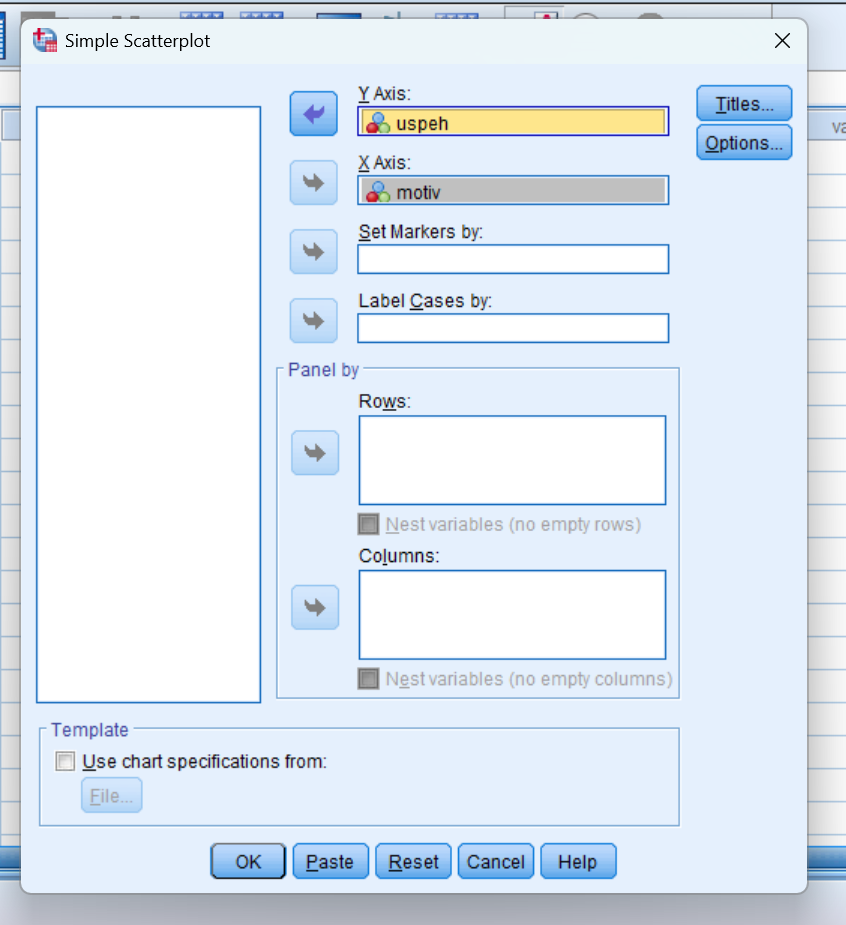 Simple Scatterplot
Y Axis:
uspeh
Titles...
Options...
X Axis:
motiv
Set Markers by:
Label Cases by:
Panel by
Rows:
Nest variables (no empty rows)
Columns:
Nest variables (no empty columns)
Template
Use chart specifications from:
File...
OK Paste Reset Cancel Help